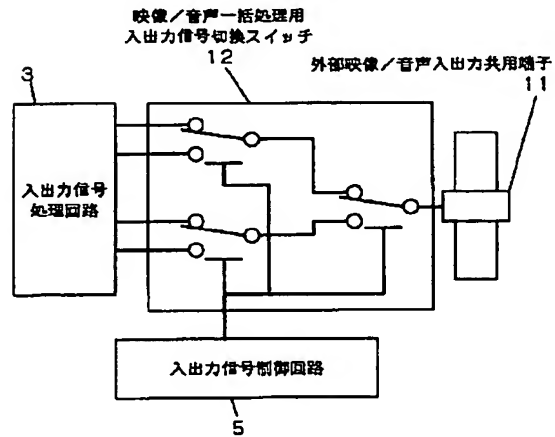 映像／音声一括処理用
入出力信号切換スイッチ
12
外部映像／音声入出力共用端子
11
3
入出力信号
処理回路
入出力信号制御回路
5